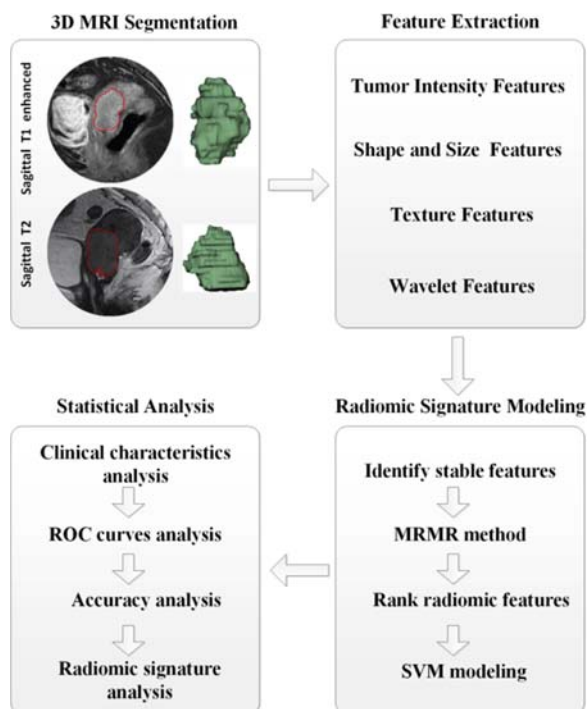 3D MRI Segmentation
Sagittal T1 enhanced
Sagittal T2
Feature Extraction
Tumor Intensity Features
Shape and Size Features
Texture Features
Wavelet Features
Radiomic Signature Modeling
Identify stable features
MRMR method
Rank radiomic features
SVM modeling
Statistical Analysis
Clinical characteristics
analysis
ROC curves analysis
Accuracy analysis
Radiomic signature
analysis